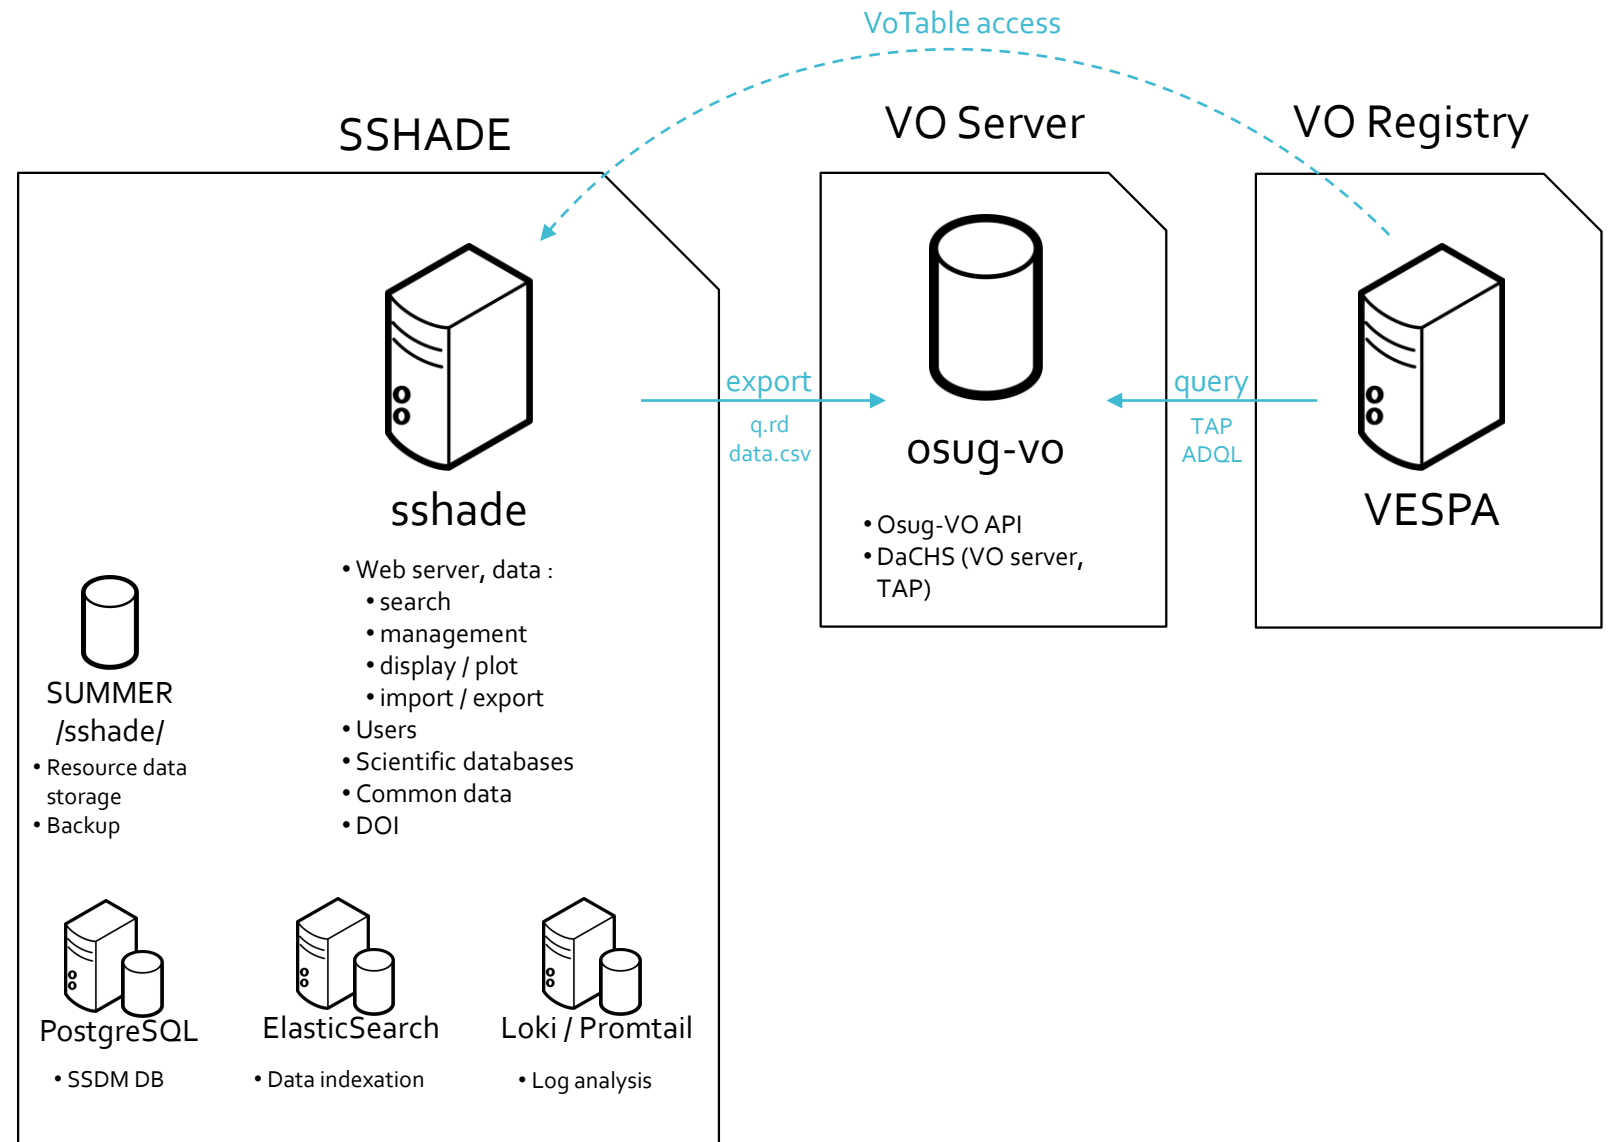 VoTable access
SSHADE
VO Server
VO Registry
export
q.rd
data.csv
query
TAP
ADQL
sshade
• Web server, data :
• search
• management
• display / plot
• import / export
• Users
• Scientific databases
• Common data
• DOI
osug-vo
• Osug-VO API
• DaCHS (VO server,
TAP)
VESPA
SUMMER
/sshade/
• Resource data
storage
• Backup
PostgreSQL
• SSDM DB
ElasticSearch
• Data indexation
Loki / Promtail
• Log analysis